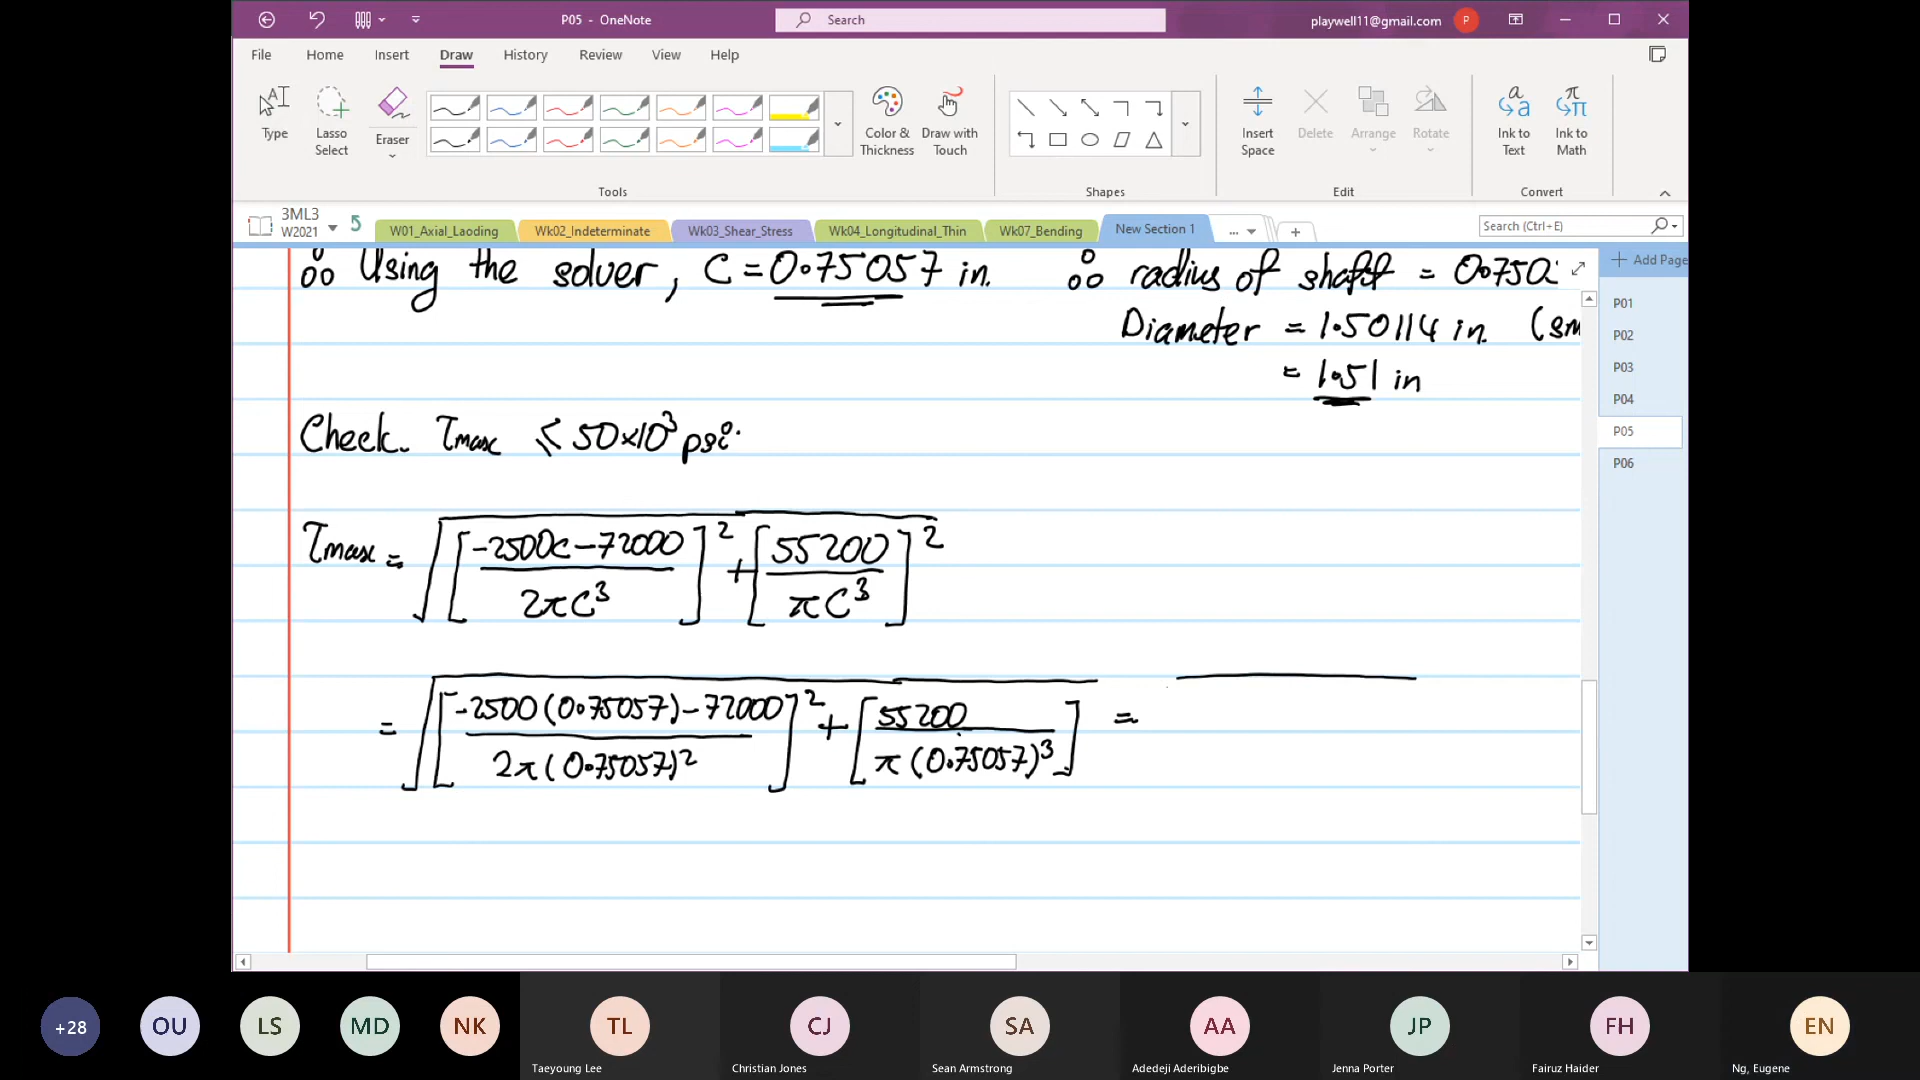 P05 - OneNote
Search
playwell11@gmail.com
P
File Home Insert Draw History Review View Help
Type
Lasso Select
Eraser
Color & Thickness
Draw with Touch
Insert Space
Delete
Arrange
Rotate
Ink to Text
Ink to Math
Tools
Shapes
Edit
Convert
3ML3
W2021
W01_Axial_Laoding
Wk02_Indeterminate
Wk03_Shear_Stress
Wk04_Longitudinal_Thin
Wk07_Bending
New Section 1
...
Search (Ctrl+E)
Add Page
P01
P02
P03
P04
P05
P06
∴ Using the solver, C = 0.75057 in. ∴ radius of shaft = 0.750
Diameter = 1.50114 in.
= 1.51 in
Check. τmax ≤ 50×10³ psi.
τmax = √([(-2500C-72000)/(2πC³)]² + [55200/(πC³)]²)
= √([(-2500(0.75057)-72000)/(2π(0.75057)²)]² + [55200/(π(0.75057)³)]) =
+28
OU
LS
MD
NK
TL
CJ
SA
AA
JP
FH
EN
Taeyoung Lee
Christian Jones
Sean Armstrong
Adedeji Aderibigbe
Jenna Porter
Fairuz Haider
Ng, Eugene